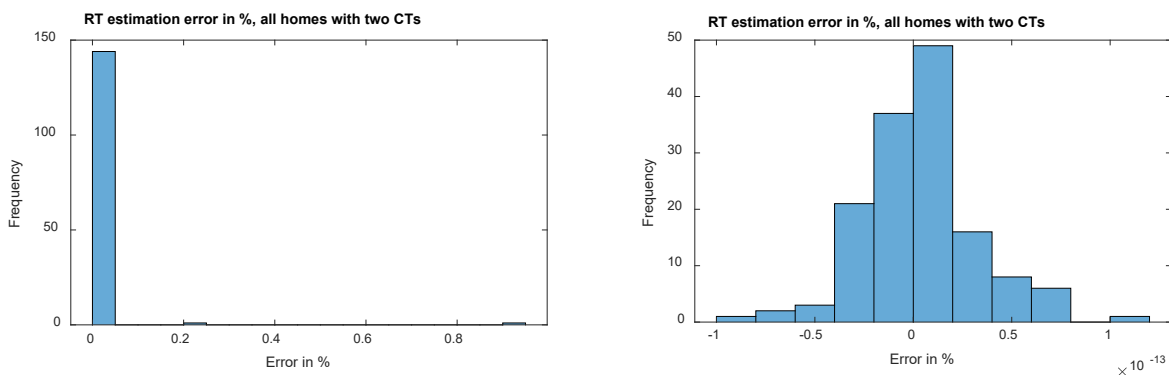 RT estimation error in %, all homes with two CTs
150
100
50
0
Frequency
0
0.2
0.4
0.6
0.8
Error in %
RT estimation error in %, all homes with two CTs
50
40
30
20
10
0
Frequency
-1
-0.5
0
0.5
1
Error in %
× 10 -13